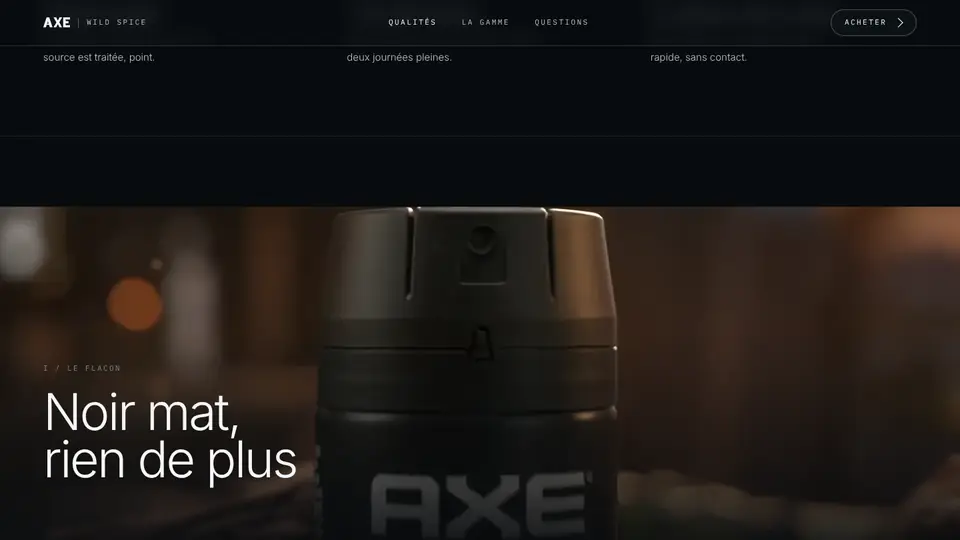 AXE | WILD SPICE
QUALITÉS
LA GAMME
QUESTIONS
ACHETER
source est traitée, point.
deux journées pleines.
rapide, sans contact.
I / LE FLACON
Noir mat,
rien de plus
AXE